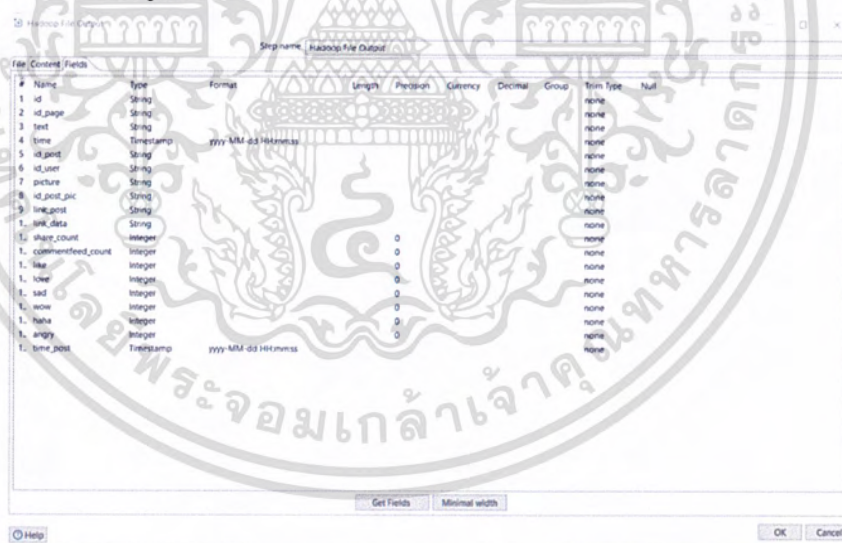 Hadoop File Output
Step name Hadoop File Output
File Content Fields
# Name Type Format Length Precision Currency Decimal Group Trim Type Null
1 id String none
2 id_page String none
3 text String none
4 time Timestamp yyyy-MM-dd HH:mm:ss none
5 id_post String none
6 id_user String none
7 picture String none
8 id_post_pic String none
9 link_post String none
1.. link_data String none
1.. share_count Integer 0 none
1.. commentfeed_count Integer 0 none
1.. like Integer 0 none
1.. love Integer 0 none
1.. sad Integer 0 none
1.. wow Integer 0 none
1.. haha Integer 0 none
1.. angry Integer 0 none
1.. time_post Timestamp yyyy-MM-dd HH:mm:ss none
Get Fields Minimal width
Help OK Cancel
พระจอมเกล้าเจ้าคุณทหารลาดกระบัง